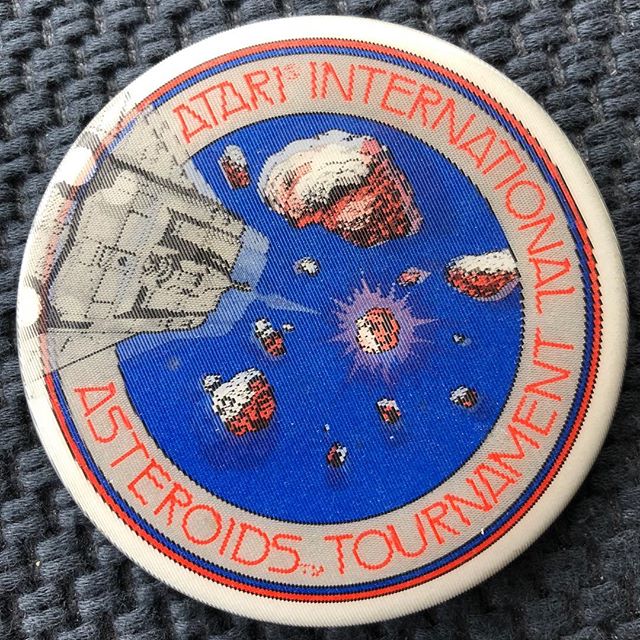 ATARI® INTERNATIONAL
ASTEROIDS™ TOURNAMENT